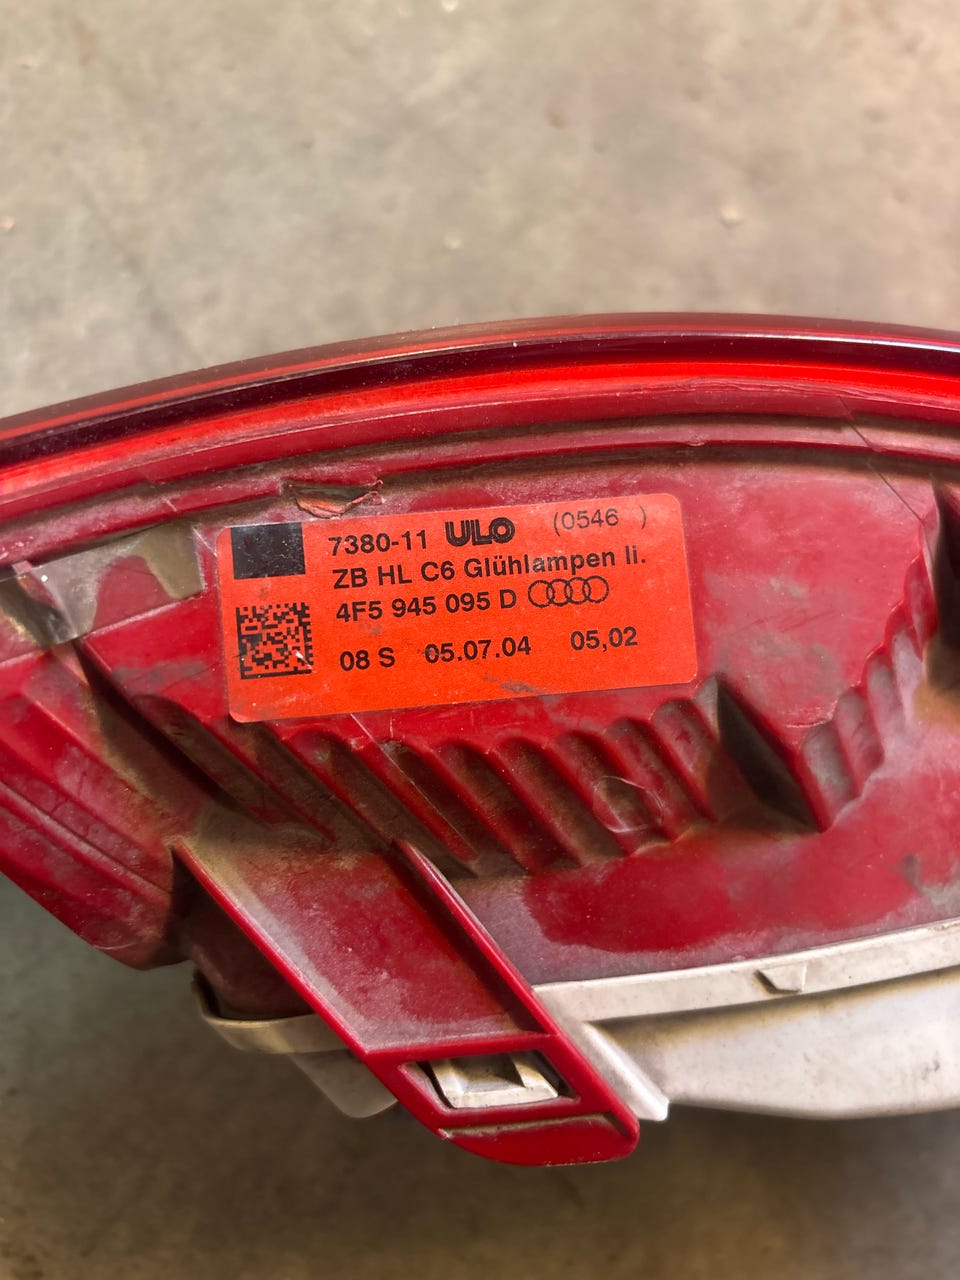 7380-11 ULO (0546 )
ZB HL C6 Glühlampen li.
4F5 945 095 D
08 S 05.07.04 05,02